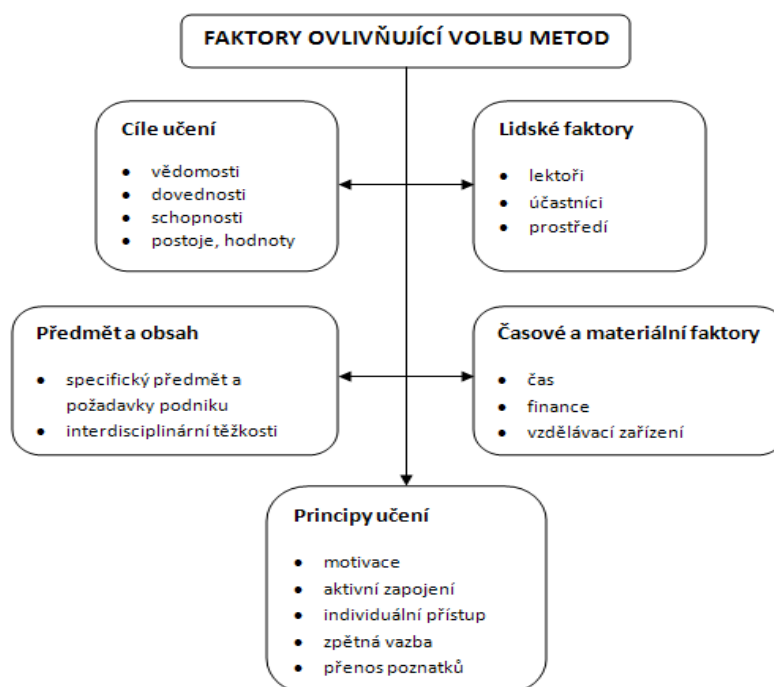 FAKTORY OVLIVŇUJÍCÍ VOLBU METOD
Cíle učení
• vědomosti
• dovednosti
• schopnosti
• postoje, hodnoty
Lidské faktory
• lektoři
• účastníci
• prostředí
Předmět a obsah
• specifický předmět a
požadavky podniku
• interdisciplinární těžkosti
Časové a materiální faktory
• čas
• finance
• vzdělávací zařízení
Principy učení
• motivace
• aktivní zapojení
• individuální přístup
• zpětná vazba
• přenos poznatků